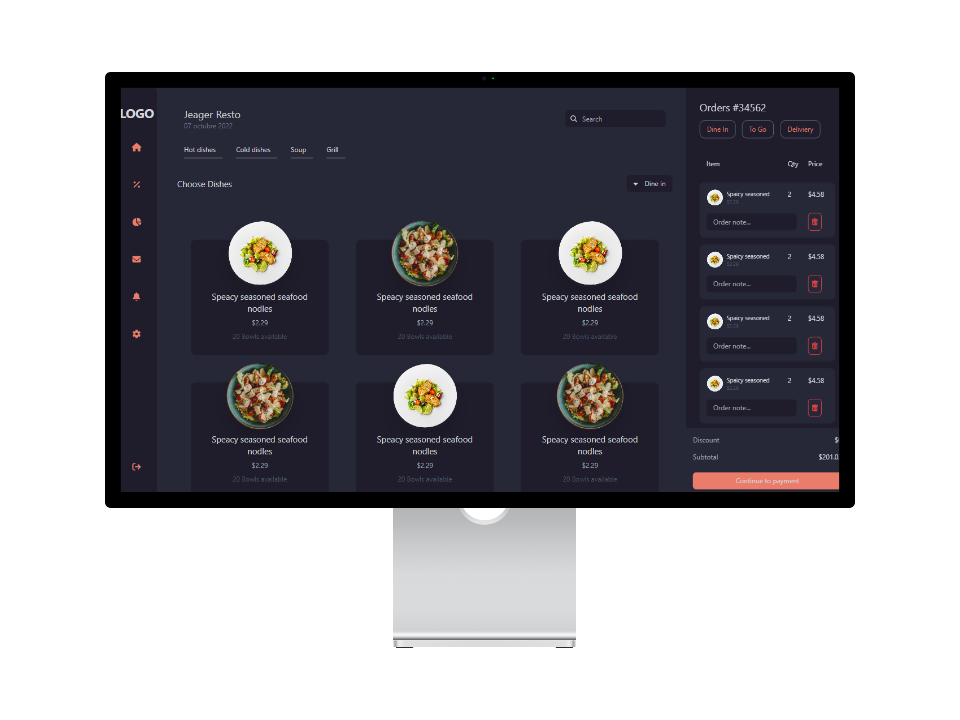 LOGO
Jeager Resto
07 octubre 2022
Search
Hot dishes
Cold dishes
Soup
Grill
Choose Dishes
Dine in
Speacy seasoned seafood
nodles
$2.29
20 Bowls available
Speacy seasoned seafood
nodles
$2.29
20 Bowls available
Speacy seasoned seafood
nodles
$2.29
20 Bowls available
Speacy seasoned seafood
nodles
$2.29
20 Bowls available
Speacy seasoned seafood
nodles
$2.29
20 Bowls available
Speacy seasoned seafood
nodles
$2.29
20 Bowls available
Orders #34562
Dine In
To Go
Delivery
Item Qty Price
Speaicy seasoned 2 $4.58
$2.29
Order note...
Speaicy seasoned 2 $4.58
$2.29
Order note...
Speaicy seasoned 2 $4.58
$2.29
Order note...
Speaicy seasoned 2 $4.58
$2.29
Order note...
Discount
Subtotal $201.0
Continue to payment